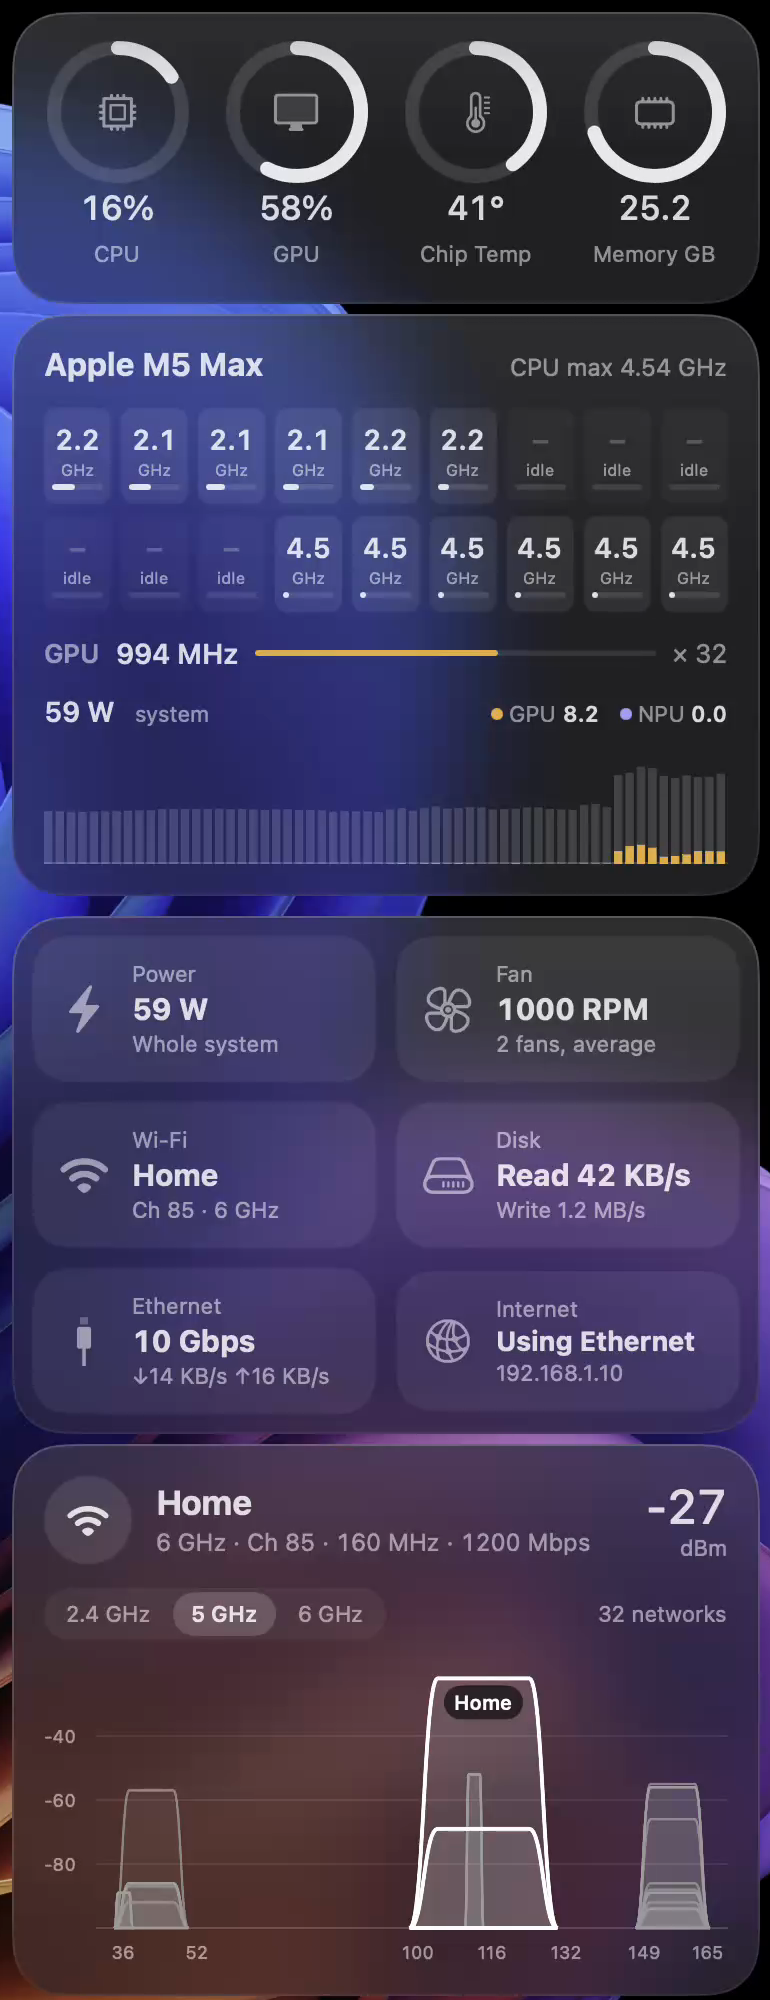 16% 58% 41° 25.2
CPU GPU Chip Temp Memory GB
Apple M5 Max CPU max 4.54 GHz
2.2 2.1 2.1 2.1 2.2 2.2 – – –
GHz GHz GHz GHz GHz GHz idle idle idle
– – – 4.5 4.5 4.5 4.5 4.5 4.5
idle idle idle GHz GHz GHz GHz GHz GHz
GPU 994 MHz × 32
59 W system GPU 8.2 NPU 0.0
Power
59 W
Whole system
Fan
1000 RPM
2 fans, average
Wi-Fi
Home
Ch 85 · 6 GHz
Disk
Read 42 KB/s
Write 1.2 MB/s
Ethernet
10 Gbps
↓14 KB/s ↑16 KB/s
Internet
Using Ethernet
192.168.1.10
Home
6 GHz · Ch 85 · 160 MHz · 1200 Mbps
-27
dBm
2.4 GHz 5 GHz 6 GHz 32 networks
Home
-40
-60
-80
36 52 100 116 132 149 165